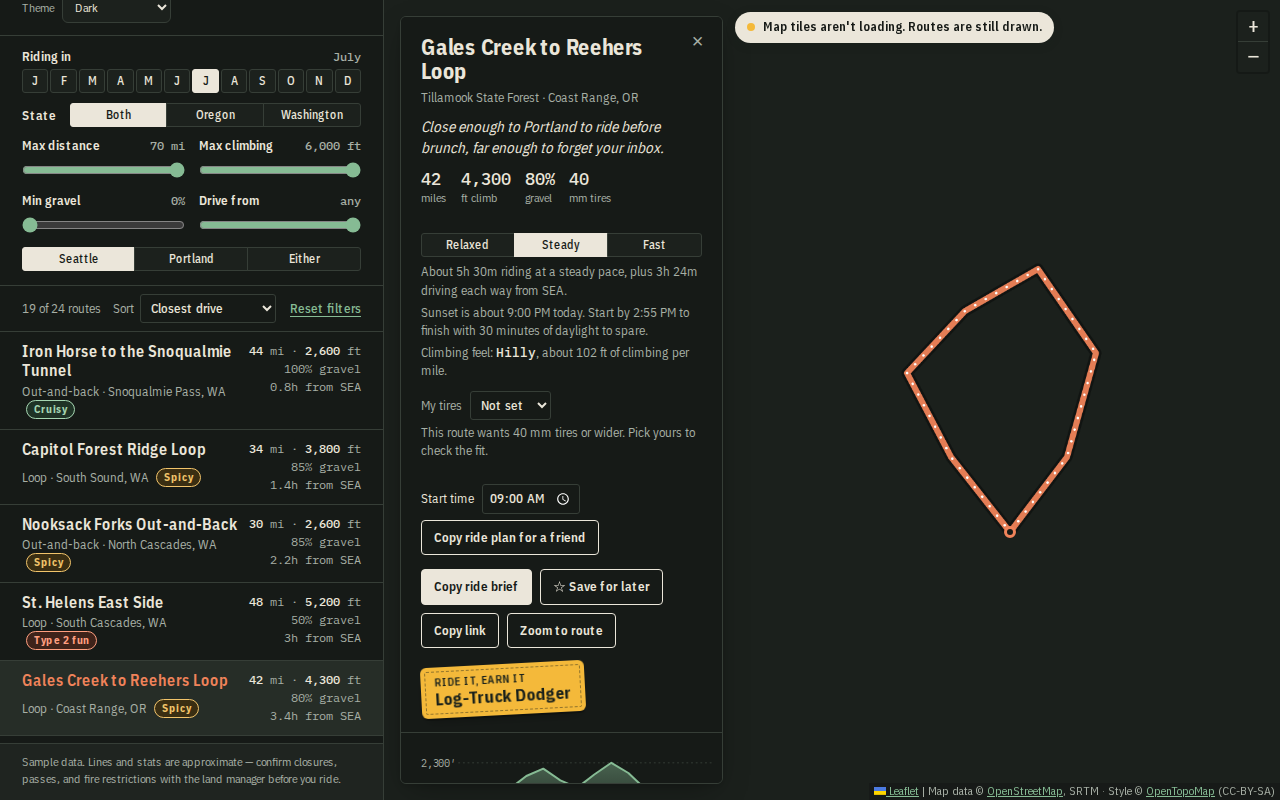 Theme Dark
Riding in July
J F M A M J J A S O N D
State Both Oregon Washington
Max distance 70 mi Max climbing 6,000 ft
Min gravel 0% Drive from any
Seattle Portland Either
19 of 24 routes Sort Closest drive Reset filters
Iron Horse to the Snoqualmie
Tunnel
44 mi · 2,600 ft
100% gravel
0.8h from SEA
Out-and-back · Snoqualmie Pass, WA
Cruisy
Capitol Forest Ridge Loop
34 mi · 3,800 ft
85% gravel
1.4h from SEA
Loop · South Sound, WA Spicy
Nooksack Forks Out-and-Back
30 mi · 2,600 ft
85% gravel
2.2h from SEA
Out-and-back · North Cascades, WA
Spicy
St. Helens East Side
48 mi · 5,200 ft
50% gravel
3h from SEA
Loop · South Cascades, WA
Type 2 fun
Gales Creek to Reehers Loop
42 mi · 4,300 ft
80% gravel
3.4h from SEA
Loop · Coast Range, OR Spicy
Sample data. Lines and stats are approximate — confirm closures,
passes, and fire restrictions with the land manager before you ride.
Gales Creek to Reehers
Loop
×
Tillamook State Forest · Coast Range, OR
Close enough to Portland to ride before
brunch, far enough to forget your inbox.
42 4,300 80% 40
miles ft climb gravel mm tires
Relaxed Steady Fast
About 5h 30m riding at a steady pace, plus 3h 24m
driving each way from SEA.
Sunset is about 9:00 PM today. Start by 2:55 PM to
finish with 30 minutes of daylight to spare.
Climbing feel: Hilly, about 102 ft of climbing per
mile.
My tires Not set
This route wants 40 mm tires or wider. Pick yours to
check the fit.
Start time 09:00 AM
Copy ride plan for a friend
Copy ride brief ☆ Save for later
Copy link Zoom to route
RIDE IT, EARN IT
Log-Truck Dodger
2,300′
Map tiles aren't loading. Routes are still drawn.
+
−
Leaflet | Map data © OpenStreetMap, SRTM · Style © OpenTopoMap (CC-BY-SA)